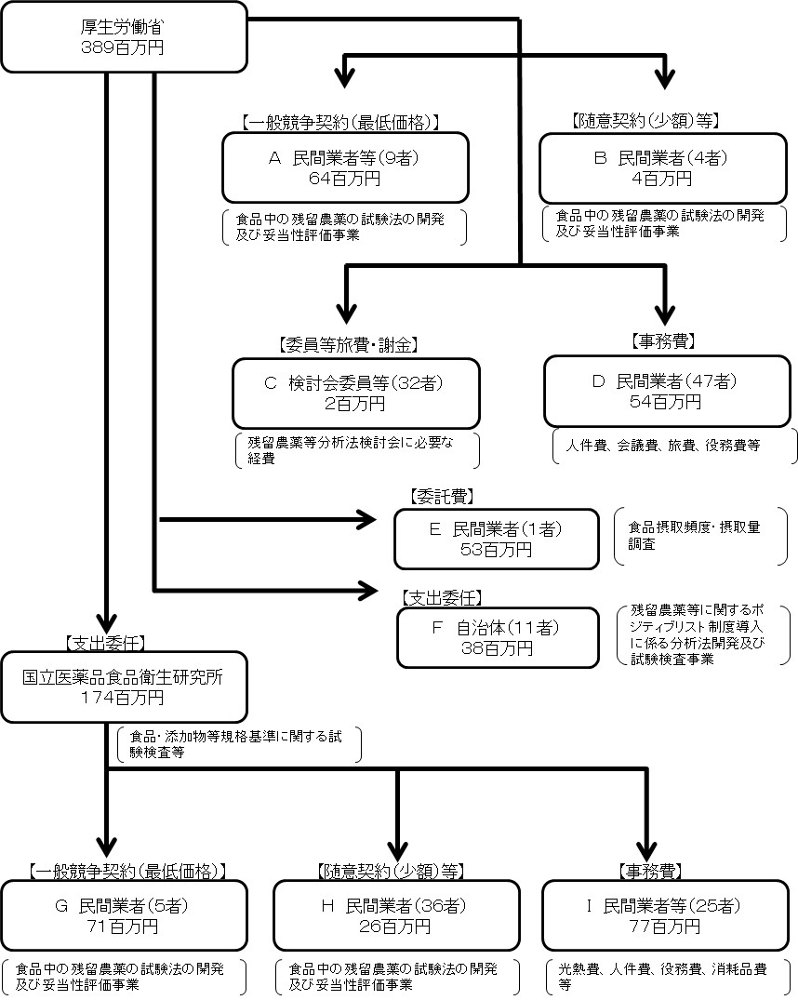 厚生労働省
389百万円
【一般競争契約(最低価格)】
A 民間業者等(9者)
64百万円
食品中の残留農薬の試験法の開発
及び妥当性評価事業
【随意契約(少額)等】
B 民間業者(4者)
4百万円
食品中の残留農薬の試験法の開発
及び妥当性評価事業
【委員等旅費・謝金】
C 検討会委員等(32者)
2百万円
残留農薬等分析法検討会に必要な
経費
【事務費】
D 民間業者(47者)
54百万円
人件費、会議費、旅費、役務費等
【委託費】
E 民間業者(1者)
53百万円
食品摂取頻度・摂取量
調査
【支出委任】
F 自治体(11者)
38百万円
残留農薬等に関するポ
ジティブリスト制度導入
に係る分析法開発及び
試験検査事業
【支出委任】
国立医薬品食品衛生研究所
174百万円
食品・添加物等規格基準に関する試
験検査等
【一般競争契約(最低価格)】
G 民間業者(5者)
71百万円
食品中の残留農薬の試験法の開発
及び妥当性評価事業
【随意契約(少額)等】
H 民間業者(36者)
26百万円
食品中の残留農薬の試験法の開発
及び妥当性評価事業
【事務費】
I 民間業者等(25者)
77百万円
光熱費、人件費、役務費、消耗品費
等